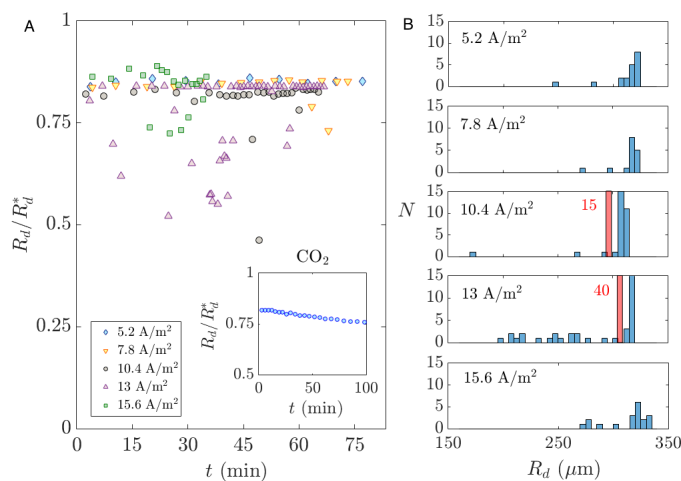 A
R_d/R_d^*
1
0.75
0.5
0.25
0
0
15
30
45
60
75
t (min)
5.2 A/m²
7.8 A/m²
10.4 A/m²
13 A/m²
15.6 A/m²
CO₂
R_d/R_d^*
1
0.75
0.5
0
50
100
t (min)
B
N
15
10
5
0
5.2 A/m²
15
10
5
0
7.8 A/m²
15
10
5
0
10.4 A/m²
15
15
10
5
0
13 A/m²
40
15
10
5
0
15.6 A/m²
150
250
350
R_d (μm)